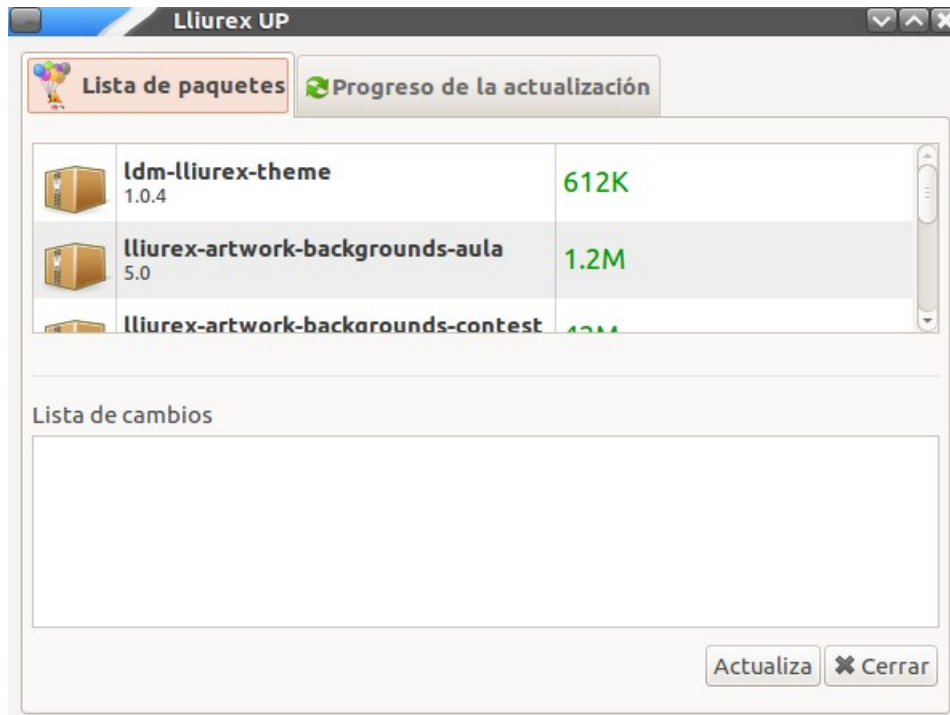 Lliurex UP
Lista de paquetes
Progreso de la actualización
ldm-lliurex-theme
612K
1.0.4
lliurex-artwork-backgrounds-aula
1.2M
5.0
lliurex-artwork-backgrounds-contest
Lista de cambios
Actualiza
Cerrar